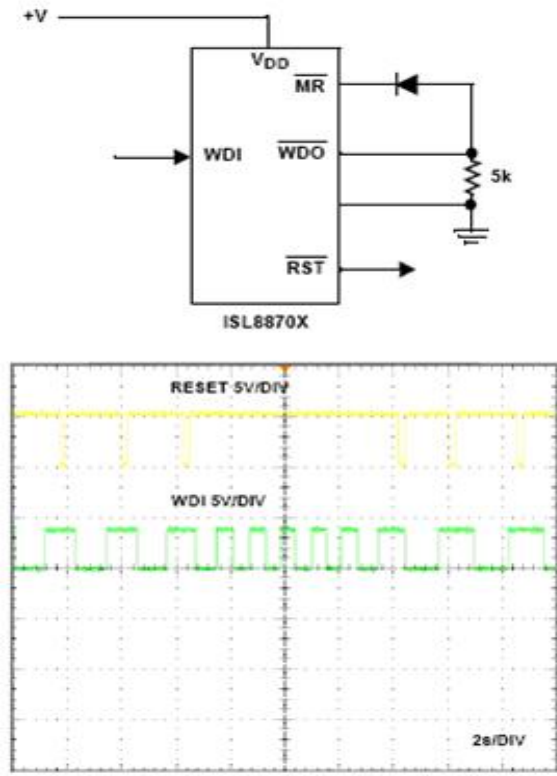 +V
VDD
MR
WDI
WDO
5k
RST
ISL8870X
RESET 5V/DIV
WDI 5V/DIV
2s/DIV